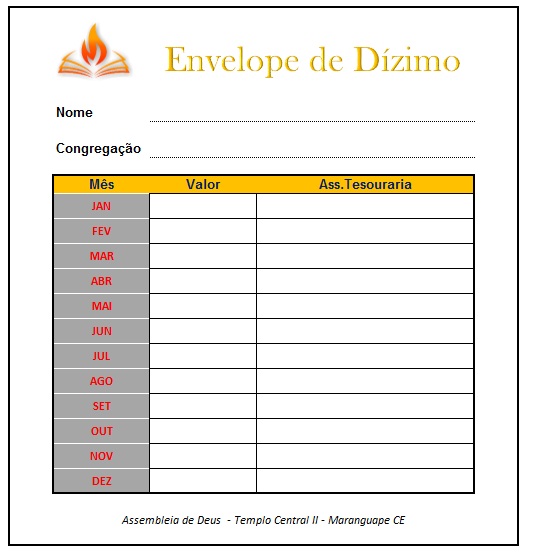 Envelope de Dízimo
Nome
Congregação
Mês Valor Ass.Tesouraria
JAN
FEV
MAR
ABR
MAI
JUN
JUL
AGO
SET
OUT
NOV
DEZ
Assembleia de Deus - Templo Central II - Maranguape CE